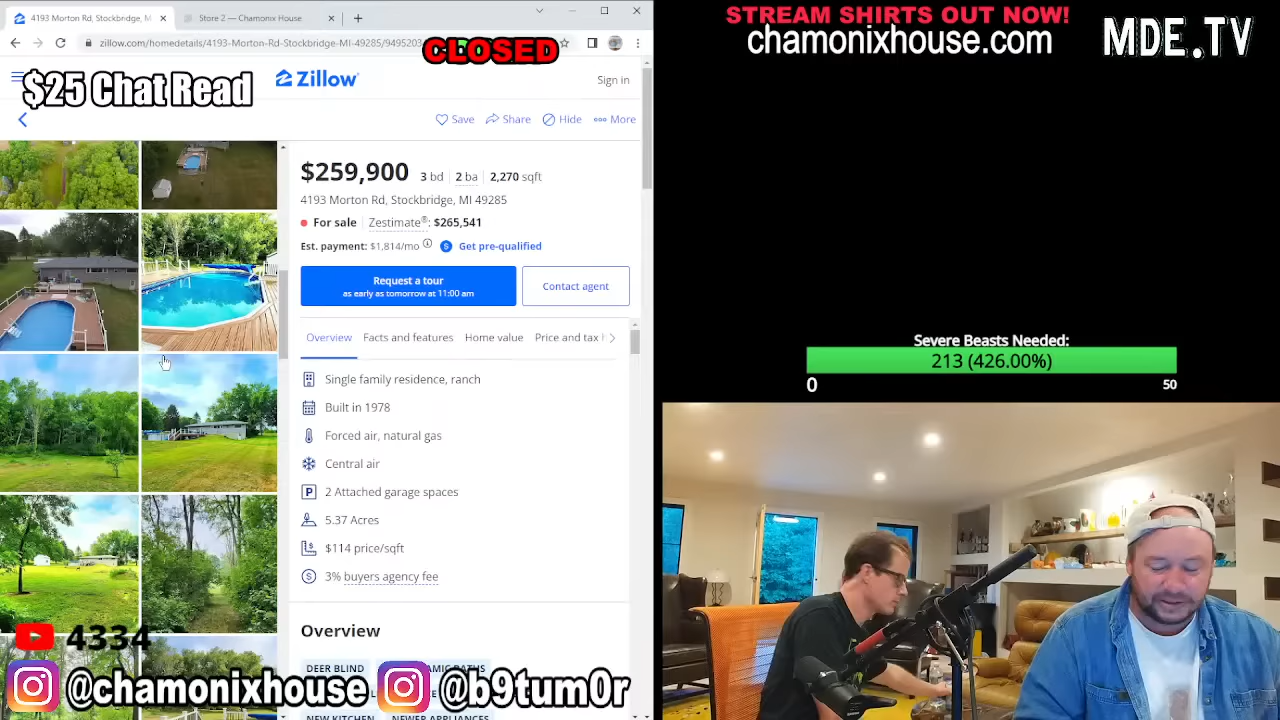 4193 Morton Rd, Stockbridge, M
Store 2 — Chamonix House
zillow.com/homedetails/4193-Morton-Rd-Stockbridge-MI-49285/9495203
CLOSED
$25 Chat Read
Zillow
Sign in
Save
Share
Hide
More
$259,900
3 bd
2 ba
2,270 sqft
4193 Morton Rd, Stockbridge, MI 49285
For sale
Zestimate®: $265,541
Est. payment: $1,814/mo
Get pre-qualified
Request a tour
as early as tomorrow at 11:00 am
Contact agent
Overview
Facts and features
Home value
Price and tax
Single family residence, ranch
Built in 1978
Forced air, natural gas
Central air
2 Attached garage spaces
5.37 Acres
$114 price/sqft
3% buyers agency fee
Overview
DEER BLIND
BATHS
NEW KITCHEN
NEWER APPLIANCES
4334
@chamonixhouse
@b9tum0r
STREAM SHIRTS OUT NOW!
chamonixhouse.com
MDE.TV
Severe Beasts Needed:
213 (426.00%)
0
50